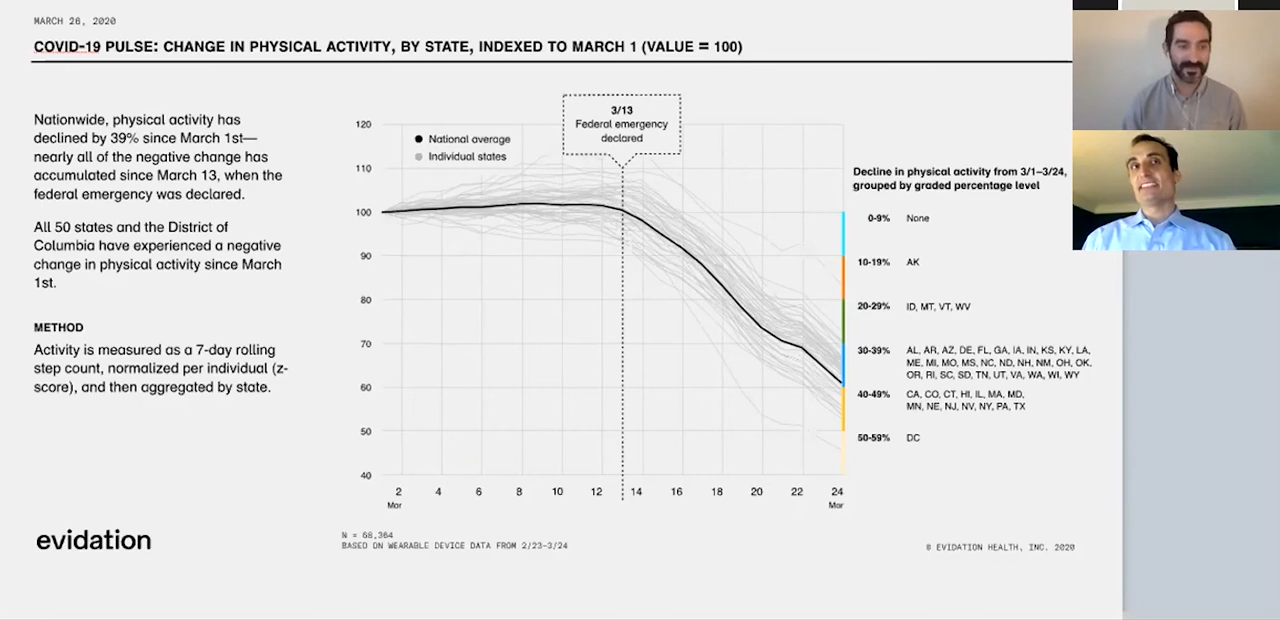 MARCH 26, 2020
COVID-19 PULSE: CHANGE IN PHYSICAL ACTIVITY, BY STATE, INDEXED TO MARCH 1 (VALUE = 100)
Nationwide, physical activity has
declined by 39% since March 1st—
nearly all of the negative change has
accumulated since March 13, when the
federal emergency was declared.
All 50 states and the District of
Columbia have experienced a negative
change in physical activity since March
1st.
METHOD
Activity is measured as a 7-day rolling
step count, normalized per individual (z-
score), and then aggregated by state.
evidation
3/13
Federal emergency
declared
National average
Individual states
120
110
100
90
80
70
60
50
40
2 4 6 8 10 12 14 16 18 20 22 24
Mar Mar
N = 68,364
BASED ON WEARABLE DEVICE DATA FROM 2/23-3/24
Decline in physical activity from 3/1–3/24,
grouped by graded percentage level
0-9% None
10-19% AK
20-29% ID, MT, VT, WV
30-39% AL, AR, AZ, DE, FL, GA, IA, IN, KS, KY, LA,
ME, MI, MO, MS, NC, ND, NH, NM, OH, OK,
OR, RI, SC, SD, TN, UT, VA, WA, WI, WY
40-49% CA, CO, CT, HI, IL, MA, MD,
MN, NE, NJ, NV, NY, PA, TX
50-59% DC
© EVIDATION HEALTH, INC. 2020